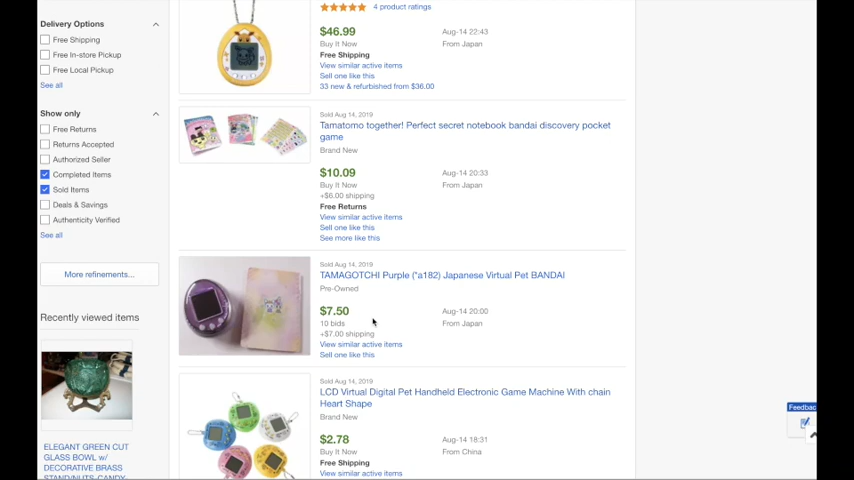 Delivery Options
Free Shipping
Free In-store Pickup
Free Local Pickup
See all
Show only
Free Returns
Returns Accepted
Authorized Seller
Completed Items
Sold Items
Deals & Savings
Authenticity Verified
See all
More refinements...
Recently viewed items
ELEGANT GREEN CUT
GLASS BOWL w/
DECORATIVE BRASS
STAND/NUTS-CANDY
4 product ratings
$46.99
Buy It Now
Free Shipping
View similar active items
Sell one like this
33 new & refurbished from $36.00
Aug-14 22:43
From Japan
Sold Aug 14, 2019
Tamatomo together! Perfect secret notebook bandai discovery pocket
game
Brand New
$10.09
Buy It Now
+$6.00 shipping
Free Returns
View similar active items
Sell one like this
See more like this
Aug-14 20:33
From Japan
Sold Aug 14, 2019
TAMAGOTCHI Purple ("a182) Japanese Virtual Pet BANDAI
Pre-Owned
$7.50
10 bids
+$7.00 shipping
View similar active items
Sell one like this
Aug-14 20:00
From Japan
Sold Aug 14, 2019
LCD Virtual Digital Pet Handheld Electronic Game Machine With chain
Heart Shape
Brand New
$2.78
Buy It Now
Free Shipping
View similar active items
Aug-14 18:31
From China
Feedbac